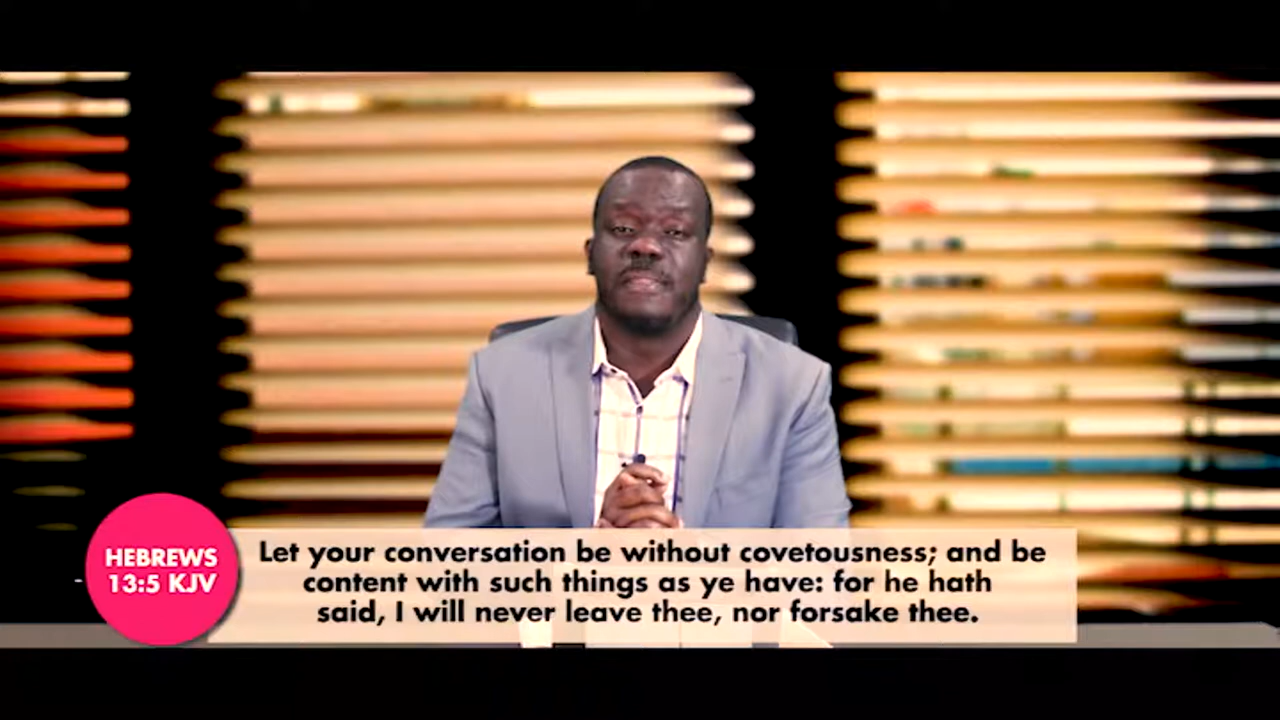 HEBREWS
13:5 KJV
Let your conversation be without covetousness; and be
content with such things as ye have: for he hath
said, I will never leave thee, nor forsake thee.